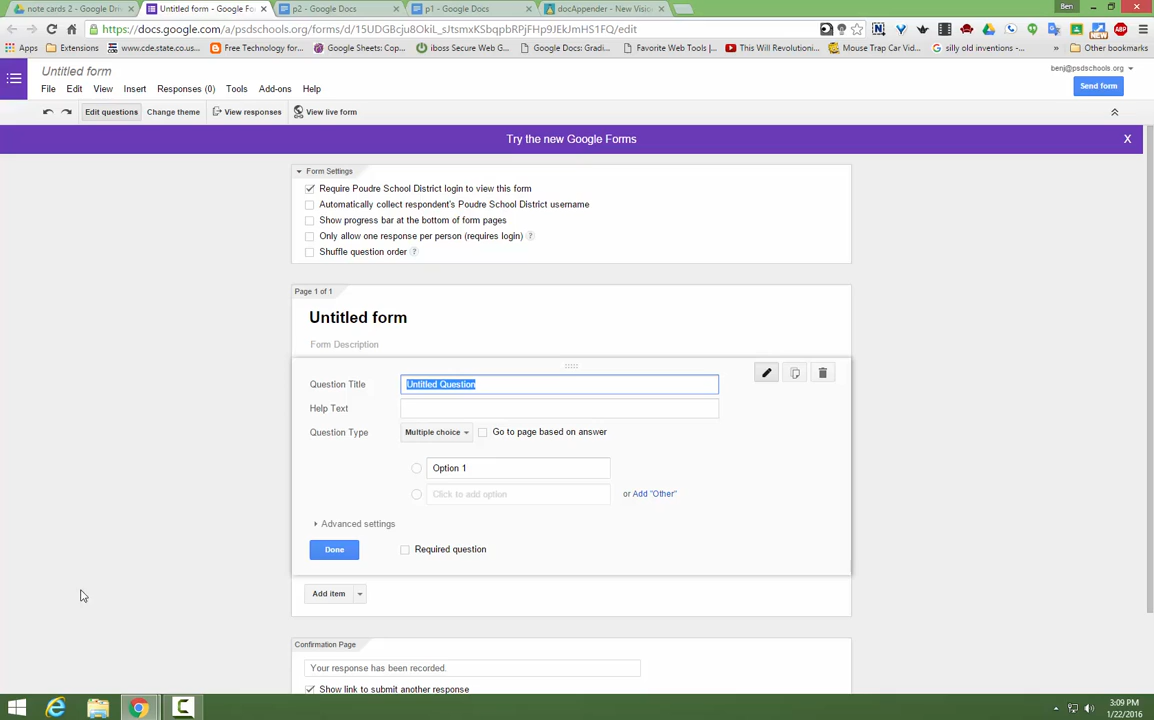 note cards 2 - Google Dri
Untitled form - Google Fo
p2 - Google Docs
p1 - Google Docs
docAppender - New Vision
Ben
https://docs.google.com/a/psdschools.org/forms/d/15UDGBcju8OkiL_sJtsmxKSbqpbRPjFHp9JEkJmHS1FQ/edit
Apps
Extensions
www.cde.state.co.us...
Free Technology for...
Google Sheets: Cop...
iboss Secure Web G...
Google Docs: Gradi...
Favorite Web Tools |...
This Will Revolutioni...
Mouse Trap Car Vid...
silly old inventions -...
»
Other bookmarks
Untitled form
benj@psdschools.org
File Edit View Insert Responses (0) Tools Add-ons Help
Send form
Edit questions Change theme View responses View live form
Try the new Google Forms
X
Form Settings
Require Poudre School District login to view this form
Automatically collect respondent's Poudre School District username
Show progress bar at the bottom of form pages
Only allow one response per person (requires login) ?
Shuffle question order ?
Page 1 of 1
Untitled form
Form Description
Question Title Untitled Question
Help Text
Question Type Multiple choice Go to page based on answer
Option 1
Click to add option or Add "Other"
Advanced settings
Done Required question
Add item
Confirmation Page
Your response has been recorded.
Show link to submit another response
3:09 PM
1/22/2016